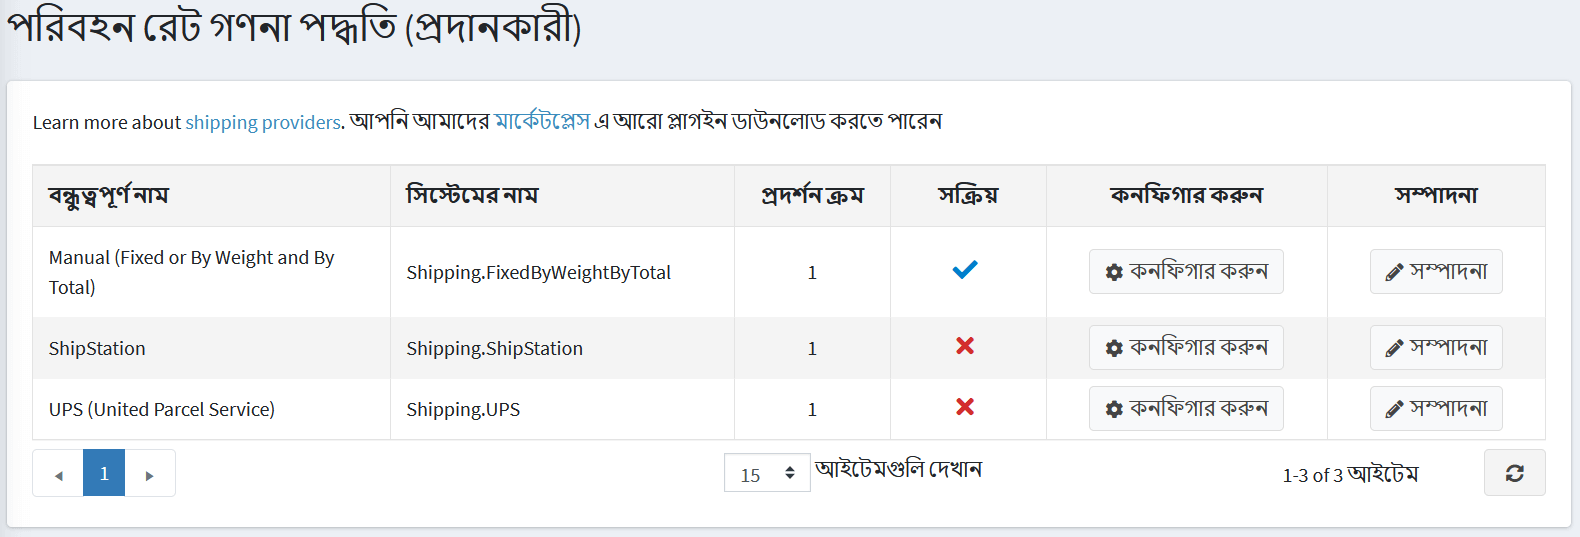 পরিবহন রেট গণনা পদ্ধতি (প্রদানকারী)
Learn more about shipping providers. আপনি আমাদের মার্কেটপ্লেস এ আরো প্লাগইন ডাউনলোড করতে পারেন
বন্ধুত্বপূর্ণ নাম সিস্টেমের নাম প্রদর্শন ক্রম সক্রিয় কনফিগার করুন সম্পাদনা
Manual (Fixed or By Weight and By
Total) Shipping.FixedByWeightByTotal 1 কনফিগার করুন সম্পাদনা
ShipStation Shipping.ShipStation 1 কনফিগার করুন সম্পাদনা
UPS (United Parcel Service) Shipping.UPS 1 কনফিগার করুন সম্পাদনা
1 15 আইটেমগুলি দেখান 1-3 of 3 আইটেম